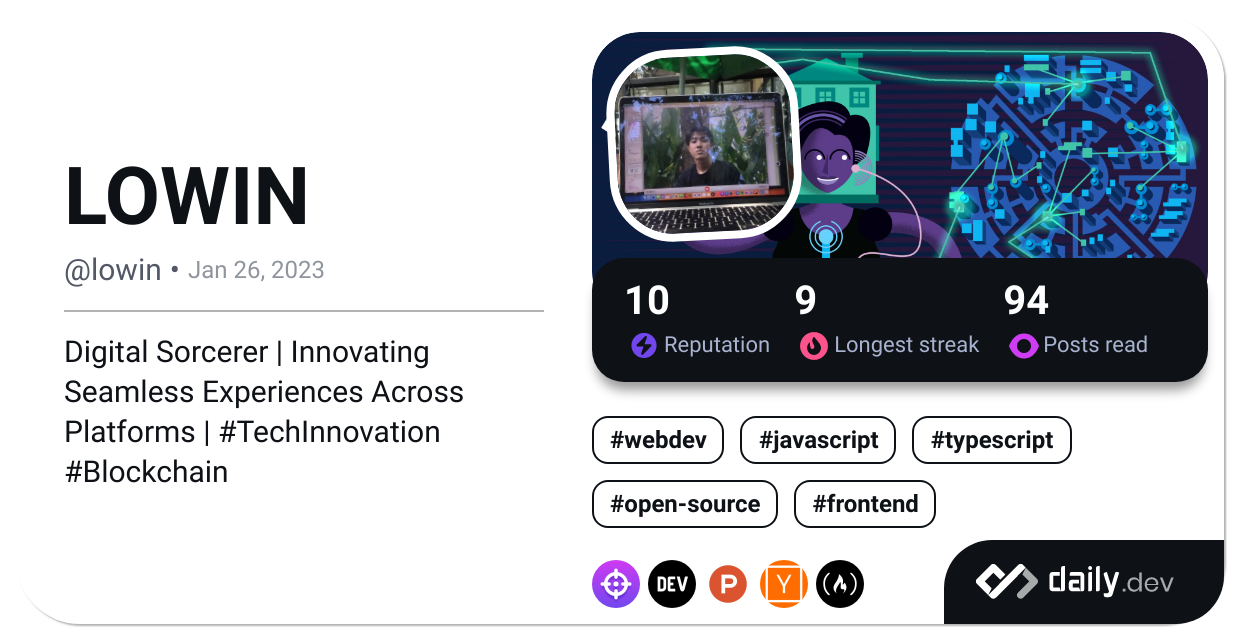 LOWIN
@lowin • Jan 26, 2023
Digital Sorcerer | Innovating
Seamless Experiences Across
Platforms | #TechInnovation
#Blockchain
10
Reputation
9
Longest streak
94
Posts read
#webdev
#javascript
#typescript
#open-source
#frontend
DEV
P
Y
daily.dev